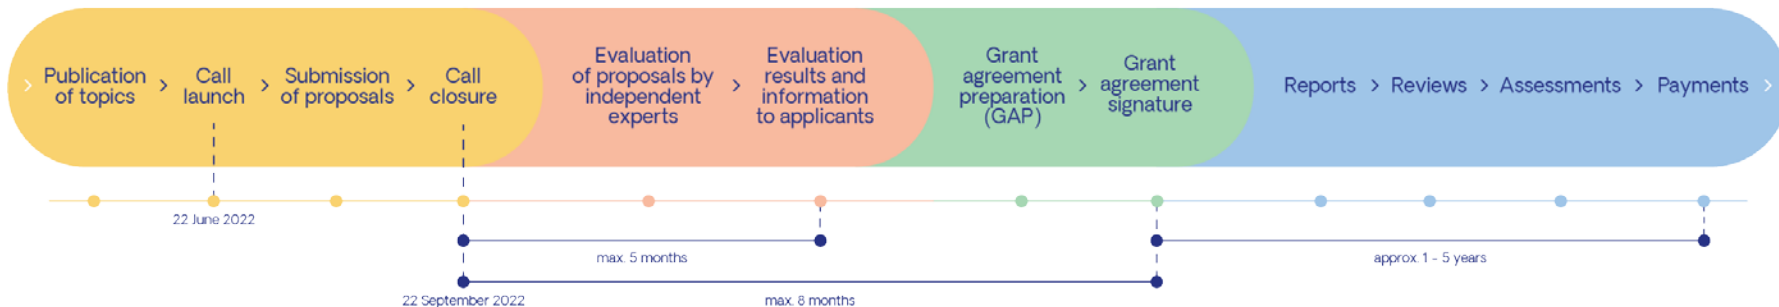 Publication
of topics
Call
launch
Submission
of proposals
Call
closure
Evaluation
of proposals by
independent
experts
Evaluation
results and
information
to applicants
Grant
agreement
preparation
(GAP)
Grant
agreement
signature
Reports
Reviews
Assessments
Payments
22 June 2022
max. 5 months
approx. 1 - 5 years
22 September 2022
max. 8 months